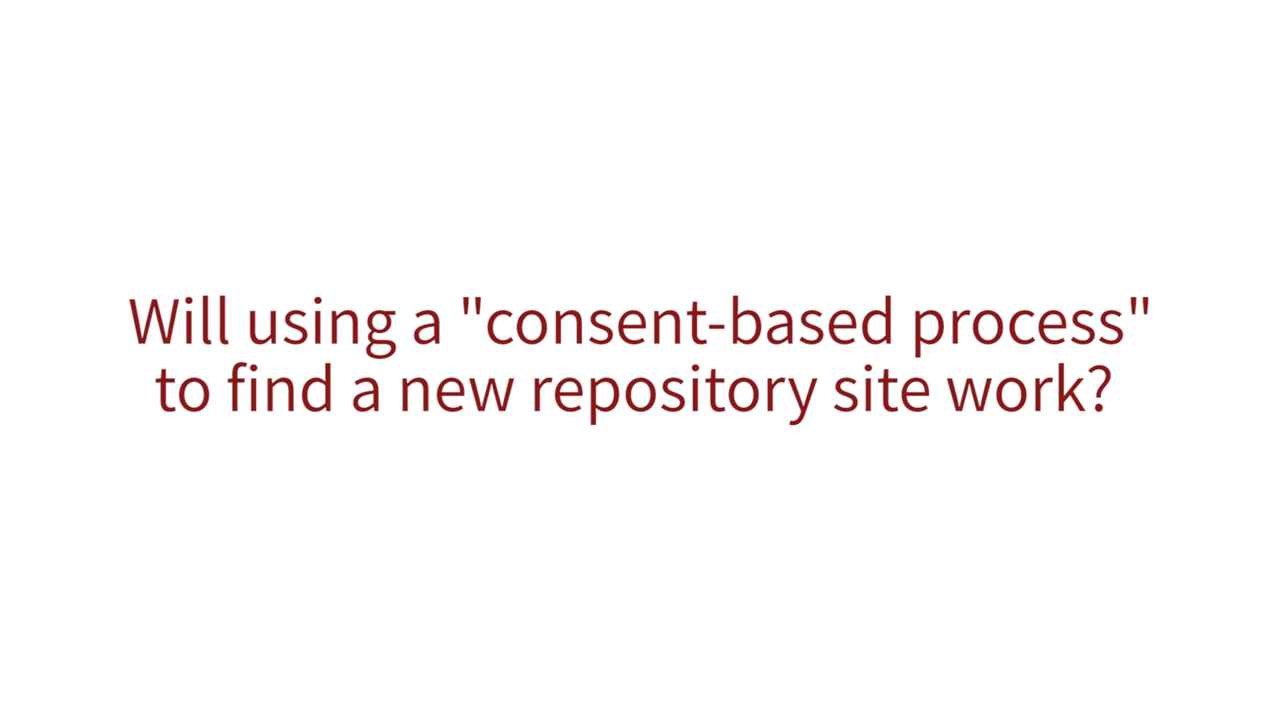 Will using a "consent-based process"
to find a new repository site work?